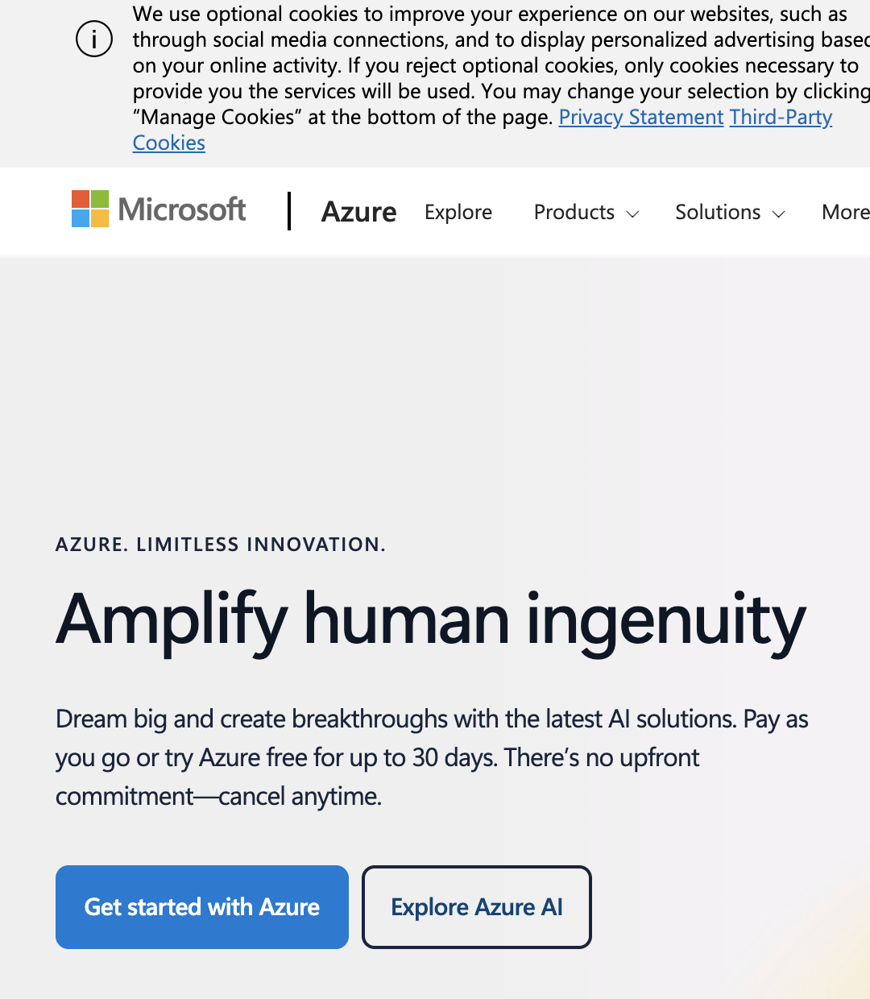 We use optional cookies to improve your experience on our websites, such as
through social media connections, and to display personalized advertising based
on your online activity. If you reject optional cookies, only cookies necessary to
provide you the services will be used. You may change your selection by clicking
“Manage Cookies” at the bottom of the page. Privacy Statement Third-Party
Cookies
Microsoft Azure Explore Products Solutions More
AZURE. LIMITLESS INNOVATION.
Amplify human ingenuity
Dream big and create breakthroughs with the latest AI solutions. Pay as
you go or try Azure free for up to 30 days. There’s no upfront
commitment—cancel anytime.
Get started with Azure Explore Azure AI